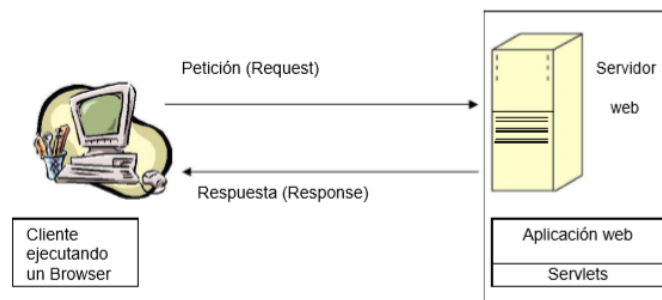 Petición (Request)
Servidor
web
Respuesta (Response)
Cliente
ejecutando
un Browser
Aplicación web
Servlets